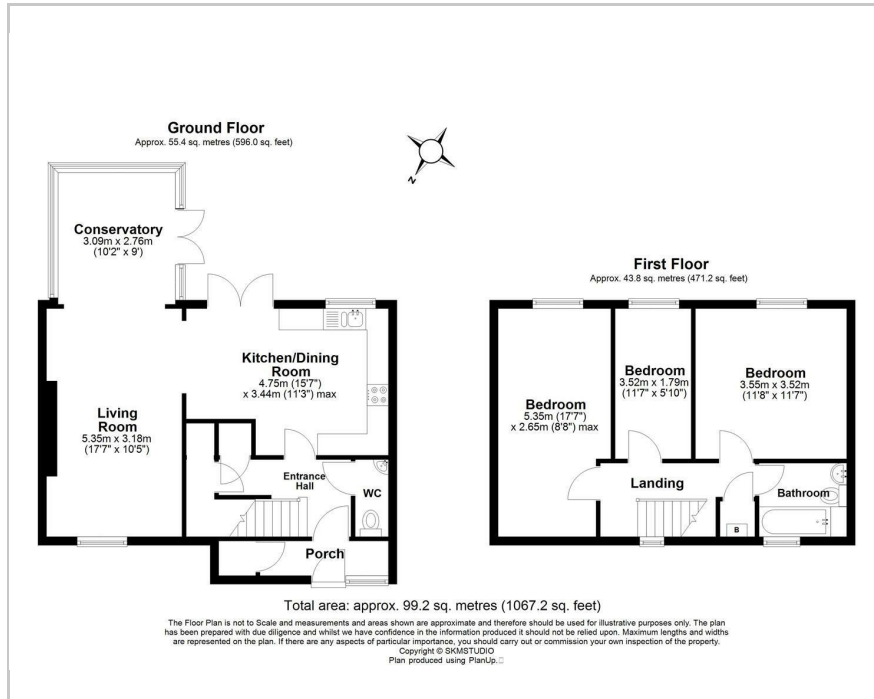 Ground Floor
Approx. 55.4 sq. metres (596.0 sq. feet)
N
Conservatory
3.09m x 2.76m
(10'2" x 9')
Kitchen/Dining
Room
4.75m (15'7")
x 3.44m (11'3") max
Living
Room
5.35m x 3.18m
(17'7" x 10'5")
Entrance
Hall
WC
Porch
First Floor
Approx. 43.8 sq. metres (471.2 sq. feet)
Bedroom
5.35m (17'7")
x 2.65m (8'8") max
Bedroom
3.52m x 1.79m
(11'7" x 5'10")
Bedroom
3.55m x 3.52m
(11'8" x 11'7")
Landing
Bathroom
B
Total area: approx. 99.2 sq. metres (1067.2 sq. feet)
The Floor Plan is not to Scale and measurements and areas shown are approximate and therefore should be used for illustrative purposes only. The plan
has been prepared with due diligence and whilst we have confidence in the information produced it should not be relied upon. Maximum lengths and widths
are represented on the plan. If there are any aspects of particular importance, you should carry out or commission your own inspection of the property.
Copyright © SKMSTUDIO
Plan produced using PlanUp.